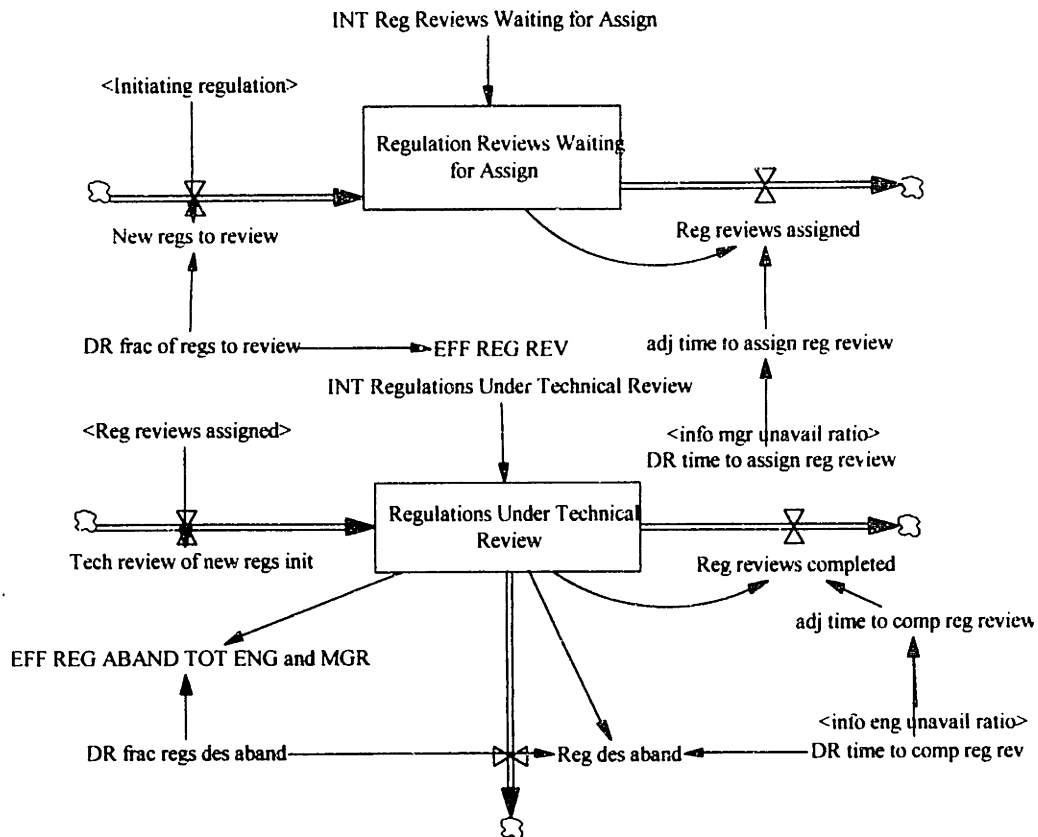 INT Reg Reviews Waiting for Assign
<Initiating regulation>
Regulation Reviews Waiting
for Assign
New regs to review
Reg reviews assigned
DR frac of regs to review
EFF REG REV
adj time to assign reg review
INT Regulations Under Technical Review
<Reg reviews assigned>
<info mgr unavail ratio>
DR time to assign reg review
Regulations Under Technical
Review
Tech review of new regs init
Reg reviews completed
adj time to comp reg review
EFF REG ABAND TOT ENG and MGR
<info eng unavail ratio>
DR frac regs des aband
Reg des aband
DR time to comp reg rev